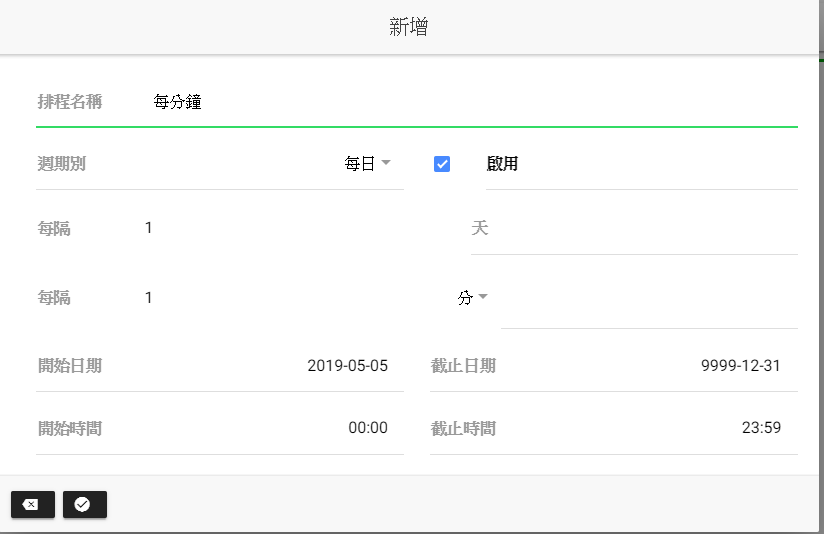 新增
排程名稱 每分鐘
週期別 每日 啟用
每隔 1 天
每隔 1 分
開始日期 2019-05-05 截止日期 9999-12-31
開始時間 00:00 截止時間 23:59